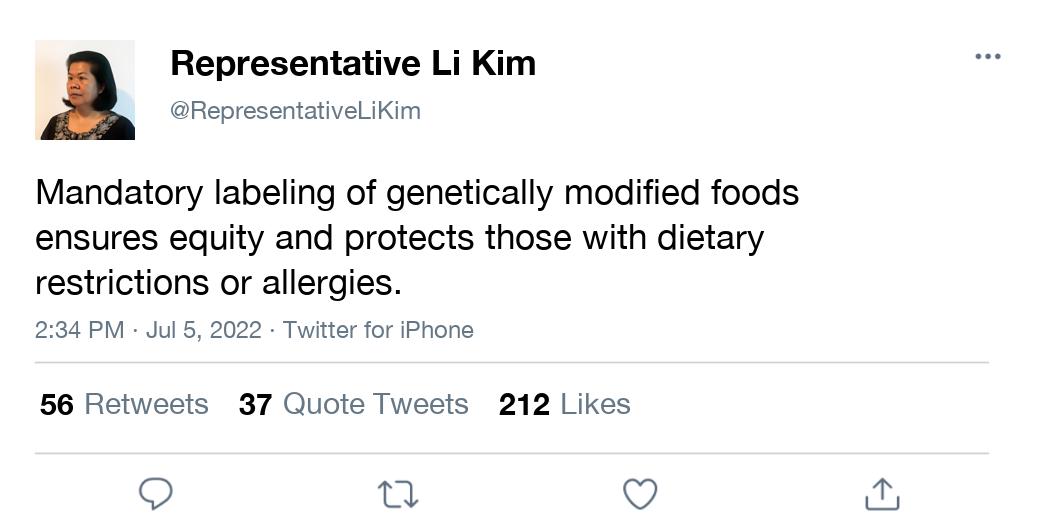 Representative Li Kim
@RepresentativeLiKim
Mandatory labeling of genetically modified foods
ensures equity and protects those with dietary
restrictions or allergies.
2:34 PM · Jul 5, 2022 · Twitter for iPhone
56 Retweets 37 Quote Tweets 212 Likes